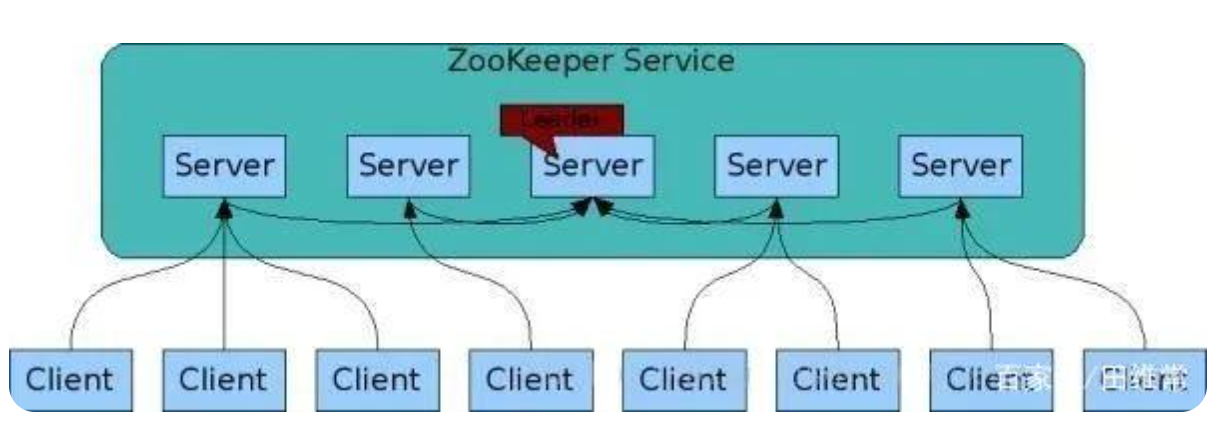 ZooKeeper Service
Leader
Server Server Server Server Server
Client Client Client Client Client Client Client Client
百家 /田维常